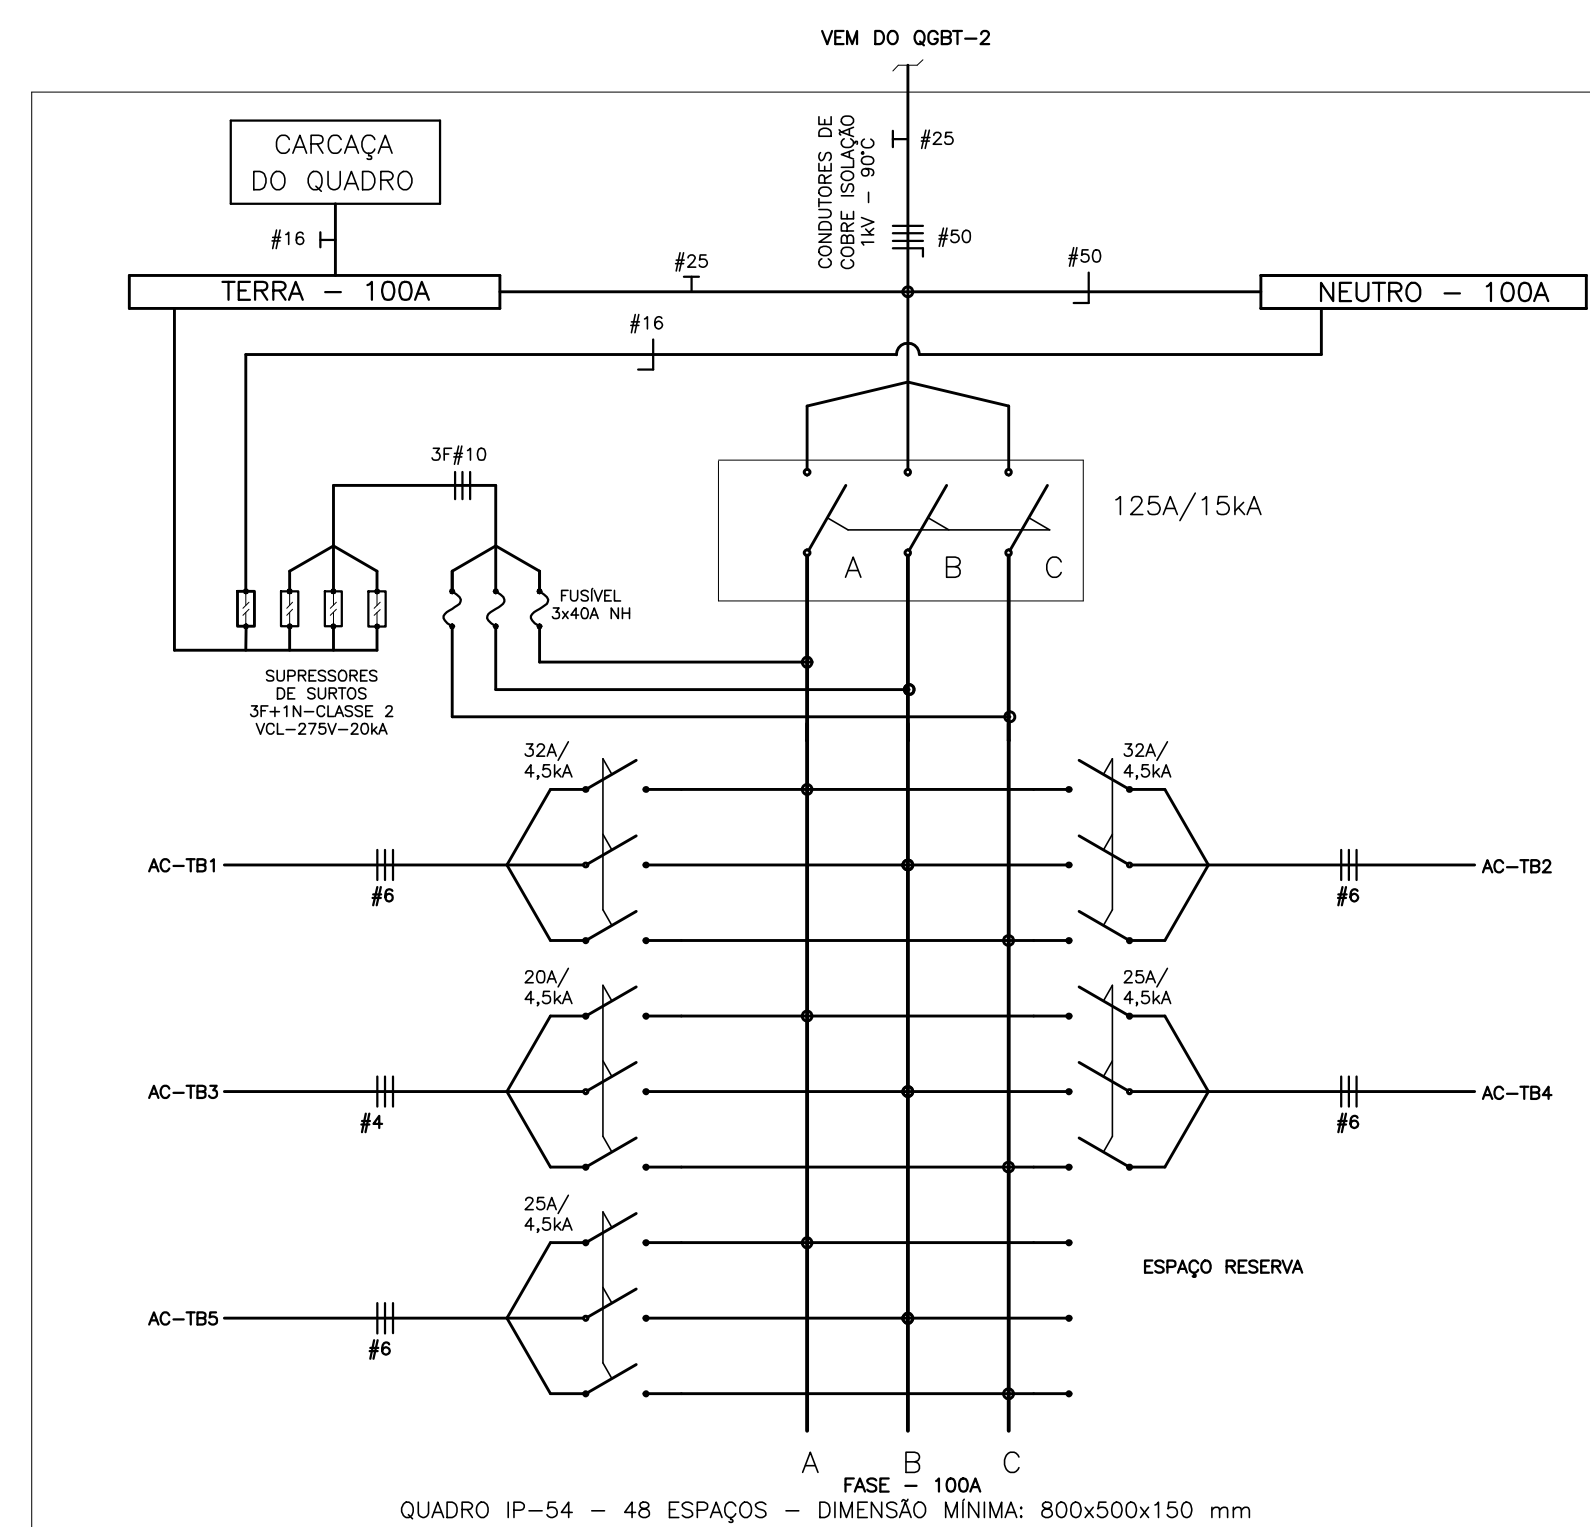 VEM DO QGBT-2
CARCAÇA
DO QUADRO
#16
CONDUTORES DE
COBRE ISOLAÇÃO
1kV - 90°C
#25
#50
#25
#50
TERRA - 100A
NEUTRO - 100A
#16
3F#10
125A/15kA
A
B
C
FUSÍVEL
3x40A NH
SUPRESSORES
DE SURTOS
3F+1N-CLASSE 2
VCL-275V-20kA
32A/
4,5kA
32A/
4,5kA
AC-TB1
#6
#6
AC-TB2
20A/
4,5kA
25A/
4,5kA
AC-TB3
#4
#6
AC-TB4
25A/
4,5kA
ESPAÇO RESERVA
AC-TB5
#6
A
B
C
FASE - 100A
QUADRO IP-54 - 48 ESPAÇOS - DIMENSÃO MÍNIMA: 800x500x150 mm